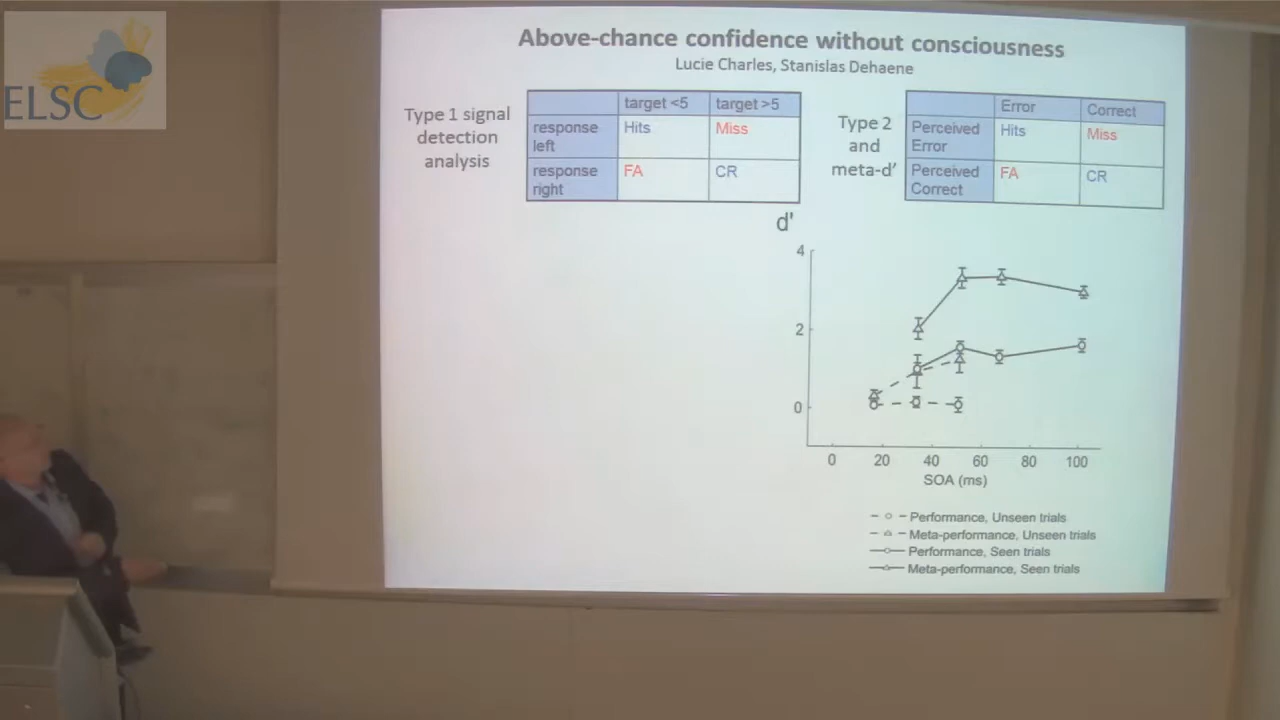 ELSC
Above-chance confidence without consciousness
Lucie Charles, Stanislas Dehaene
Type 1 signal
detection
analysis
target <5 target >5
response
left
Hits Miss
response
right
FA CR
Type 2
and
meta-d'
Error Correct
Perceived
Error
Hits Miss
Perceived
Correct
FA CR
d'
4
2
0
0 20 40 60 80 100
SOA (ms)
Performance, Unseen trials
Meta-performance, Unseen trials
Performance, Seen trials
Meta-performance, Seen trials